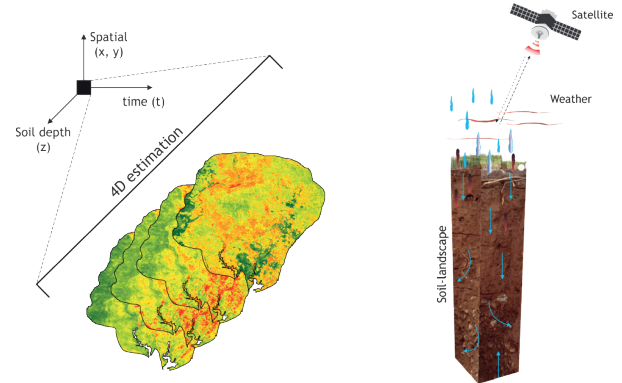 Spatial
(x, y)
time (t)
Soil depth
(z)
4D estimation
Satellite
Weather
Soil-landscape